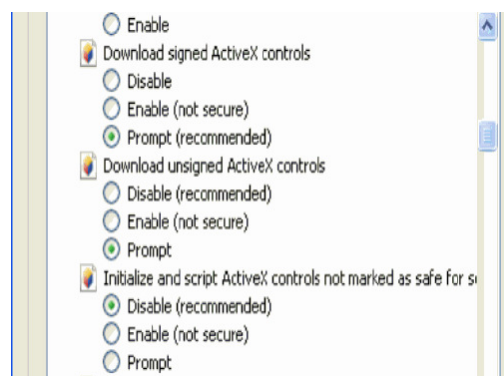 Enable
Download signed ActiveX controls
Disable
Enable (not secure)
Prompt (recommended)
Download unsigned ActiveX controls
Disable (recommended)
Enable (not secure)
Prompt
Initialize and script ActiveX controls not marked as safe for
Disable (recommended)
Enable (not secure)
Prompt